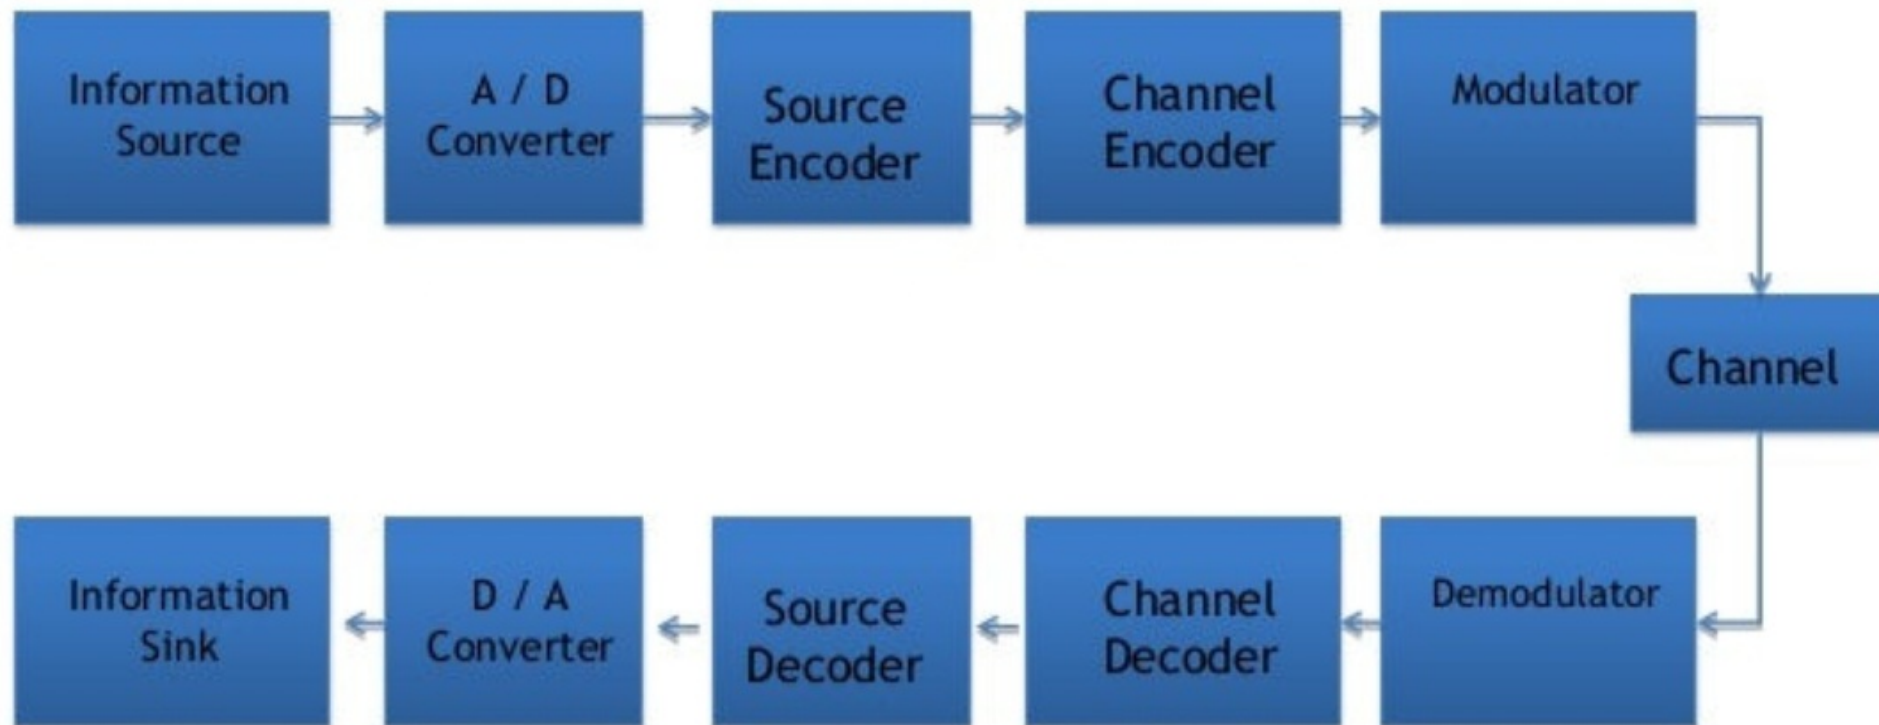 Information
Source
A / D
Converter
Source
Encoder
Channel
Encoder
Modulator
Channel
Information
Sink
D / A
Converter
Source
Decoder
Channel
Decoder
Demodulator